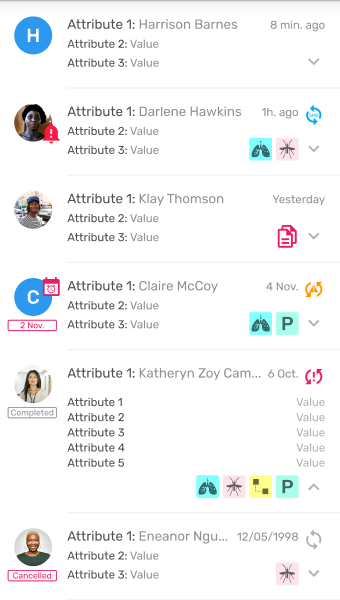 H
Attribute 1: Harrison Barnes 8 min. ago
Attribute 2: Value
Attribute 3: Value
Attribute 1: Darlene Hawkins 1h. ago
Attribute 2: Value
Attribute 3: Value
Attribute 1: Klay Thomson Yesterday
Attribute 2: Value
Attribute 3: Value
C
2 Nov.
Attribute 1: Claire McCoy 4 Nov.
Attribute 2: Value
Attribute 3: Value P
Attribute 1: Katheryn Zoy Cam... 6 Oct.
Completed
Attribute 1 Value
Attribute 2 Value
Attribute 3 Value
Attribute 4 Value
Attribute 5 Value
P
Attribute 1: Eneanor Ngu... 12/05/1998
Attribute 2: Value
Attribute 3: Value
Cancelled